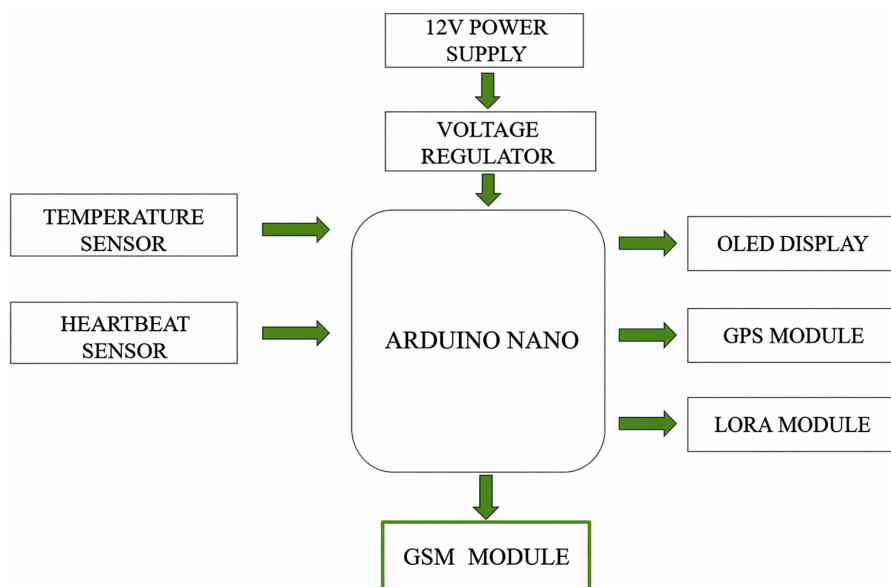 12V POWER
SUPPLY
VOLTAGE
REGULATOR
TEMPERATURE
SENSOR
HEARTBEAT
SENSOR
ARDUINO NANO
OLED DISPLAY
GPS MODULE
LORA MODULE
GSM MODULE